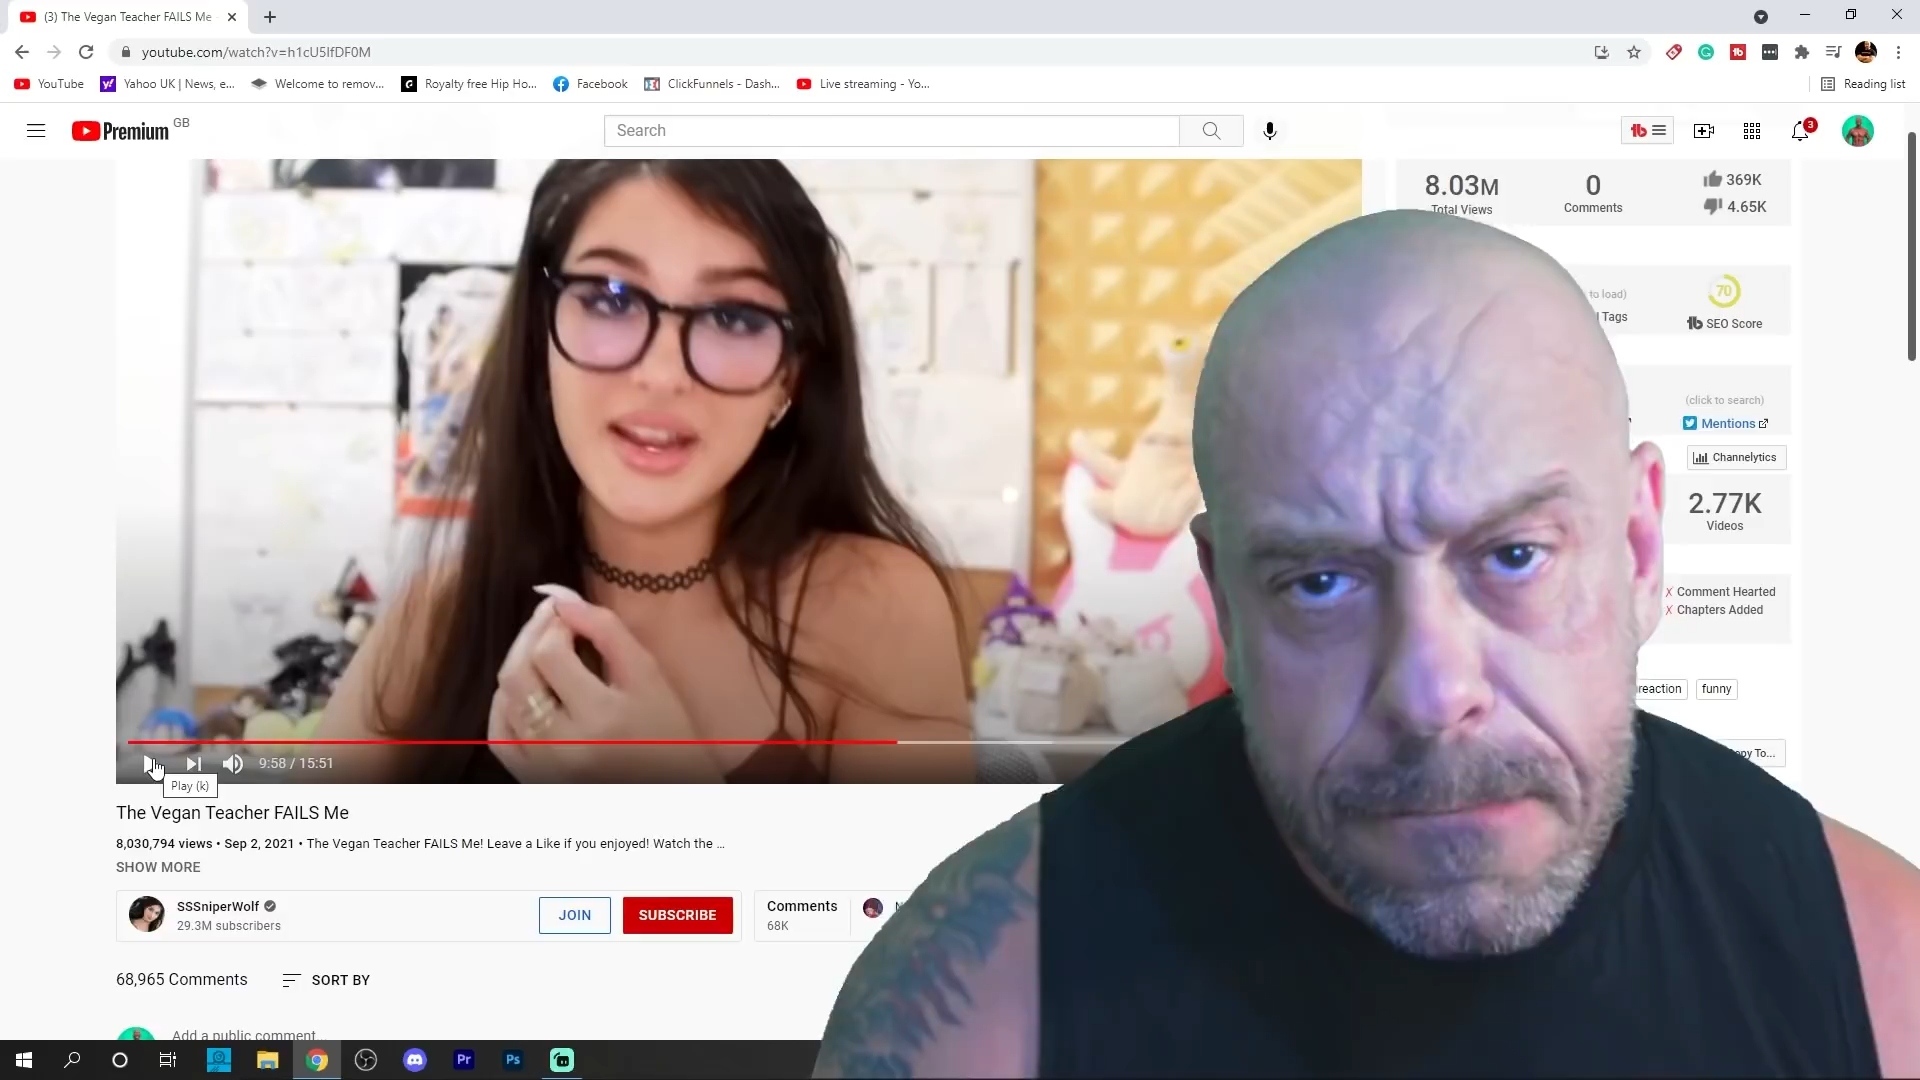 (3) The Vegan Teacher FAILS Me
youtube.com/watch?v=h1cU5IfDF0M
YouTube
Yahoo UK | News, e...
Welcome to remov...
Royalty free Hip Ho...
Facebook
ClickFunnels - Dash...
Live streaming - Yo...
Reading list
Premium GB
Search
3
8.03M
Total Views
0
Comments
369K
4.65K
to load)
Tags
70
SEO Score
(click to search)
Mentions
Channelytics
2.77K
Videos
X Comment Hearted
X Chapters Added
reaction
funny
opy To...
9:58 / 15:51
Play (k)
The Vegan Teacher FAILS Me
8,030,794 views • Sep 2, 2021 • The Vegan Teacher FAILS Me! Leave a Like if you enjoyed! Watch the ...
SHOW MORE
SSSniperWolf
29.3M subscribers
JOIN
SUBSCRIBE
Comments
68K
68,965 Comments
SORT BY
Add a public comment...
Pr
Ps